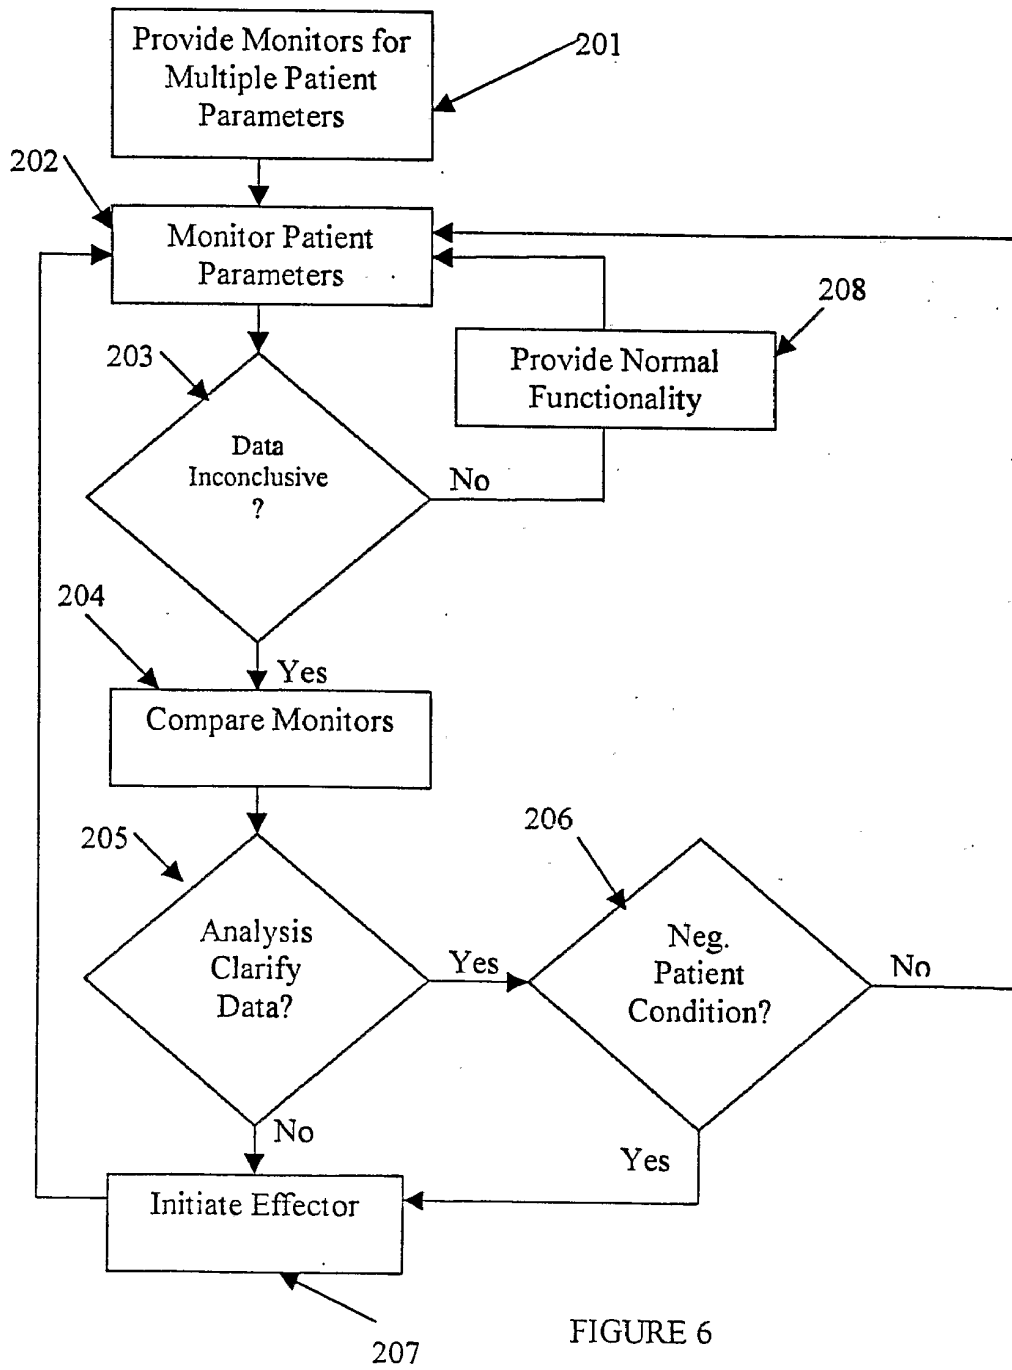 Provide Monitors for
Multiple Patient
Parameters
201
202
Monitor Patient
Parameters
208
Provide Normal
Functionality
203
Data
Inconclusive
?
No
204
Yes
Compare Monitors
205
206
Analysis
Clarify
Data?
Yes
Neg.
Patient
Condition?
No
No
Yes
Initiate Effector
207
FIGURE 6